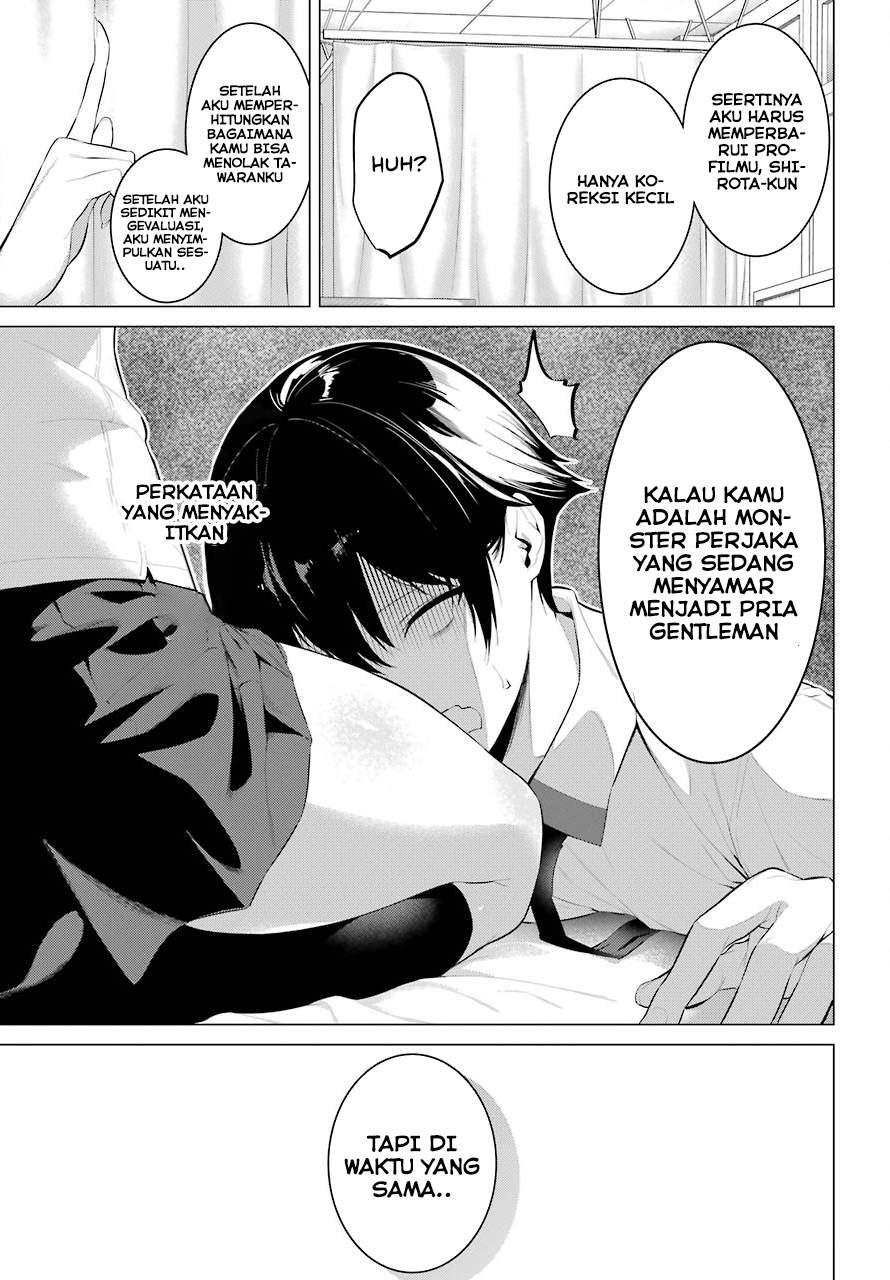 SEERTINYA
AKU HARUS
MEMPERBA-
RUI PRO-
FILMU, SHI-
ROTA-KUN
HANYA KO-
REKSI KECIL
HUH?
SETELAH
AKU MEMPER-
HITUNGKAN
BAGAIMANA
KAMU BISA
MENOLAK TA-
WARANKU
SETELAH AKU
SEDIKIT MEN-
GEVALUASI,
AKU MENYIM-
PULKAN SES-
UATU..
KALAU KAMU
ADALAH MON-
STER PERJAKA
YANG SEDANG
MENYAMAR
MENJADI PRIA
GENTLEMAN
PERKATAAN
YANG MENYAK-
ITKAN
TAPI DI
WAKTU YANG
SAMA..